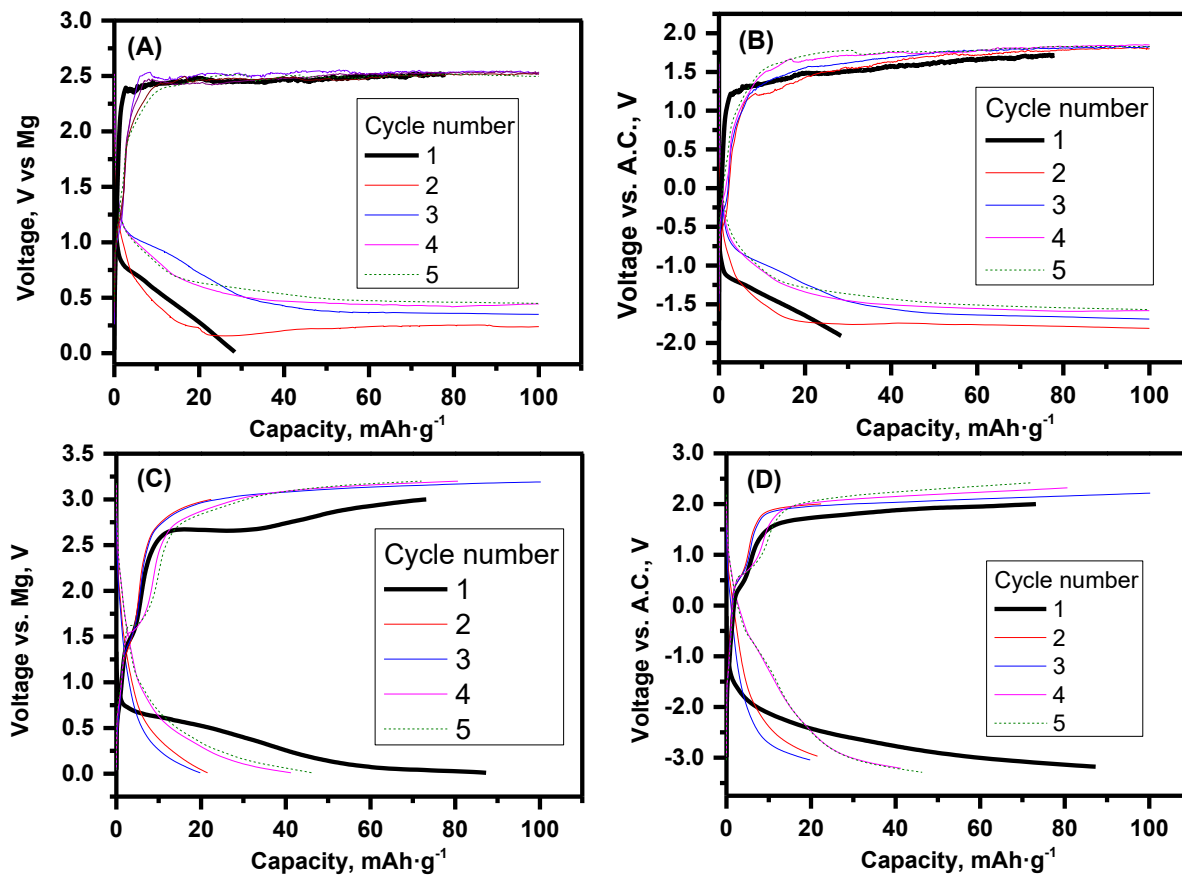 (A)
Voltage, V vs Mg
3.0
2.5
2.0
1.5
1.0
0.5
0.0
Cycle number
1
2
3
4
5
0 20 40 60 80 100
Capacity, mAh·g⁻¹
(B)
Voltage vs. A.C., V
2.0
1.5
1.0
0.5
0.0
-0.5
-1.0
-1.5
-2.0
Cycle number
1
2
3
4
5
0 20 40 60 80 100
Capacity, mAh·g⁻¹
(C)
Voltage vs. Mg, V
3.5
3.0
2.5
2.0
1.5
1.0
0.5
0.0
Cycle number
1
2
3
4
5
0 20 40 60 80 100
Capacity, mAh·g⁻¹
(D)
Voltage vs. A.C., V
3.0
2.0
1.0
0.0
-1.0
-2.0
-3.0
Cycle number
1
2
3
4
5
0 20 40 60 80 100
Capacity, mAh·g⁻¹